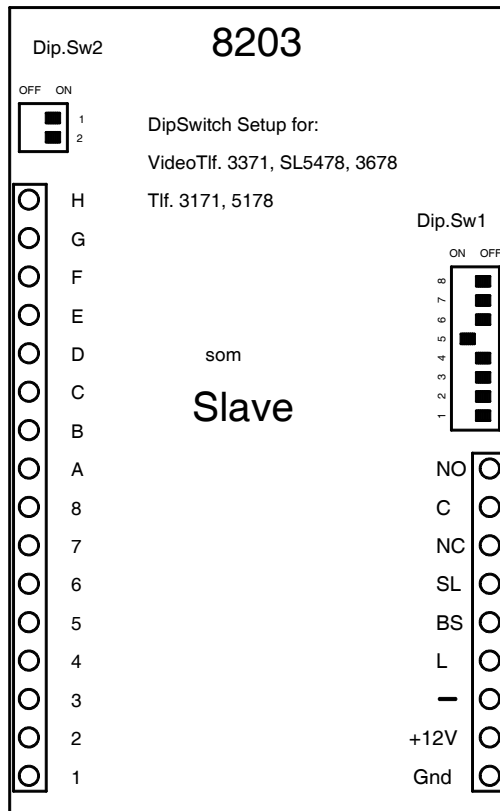 8203
Dip.Sw2
OFF ON
1
2
DipSwitch Setup for:
VideoTlf. 3371, SL5478, 3678
Tlf. 3171, 5178
H
G
F
E
D
C
B
A
8
7
6
5
4
3
2
1
som
Slave
Dip.Sw1
ON OFF
8
7
6
5
4
3
2
1
NO
C
NC
SL
BS
L
–
+12V
Gnd